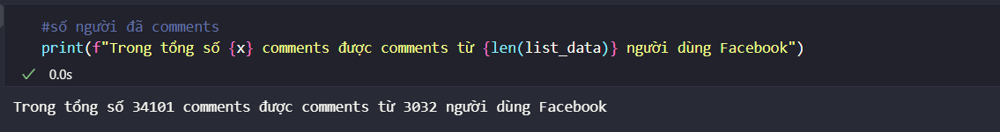 #số người đã comments
print(f"Trong tổng số {x} comments được comments từ {len(list_data)} người dùng Facebook")
0.0s
Trong tổng số 34101 comments được comments từ 3032 người dùng Facebook